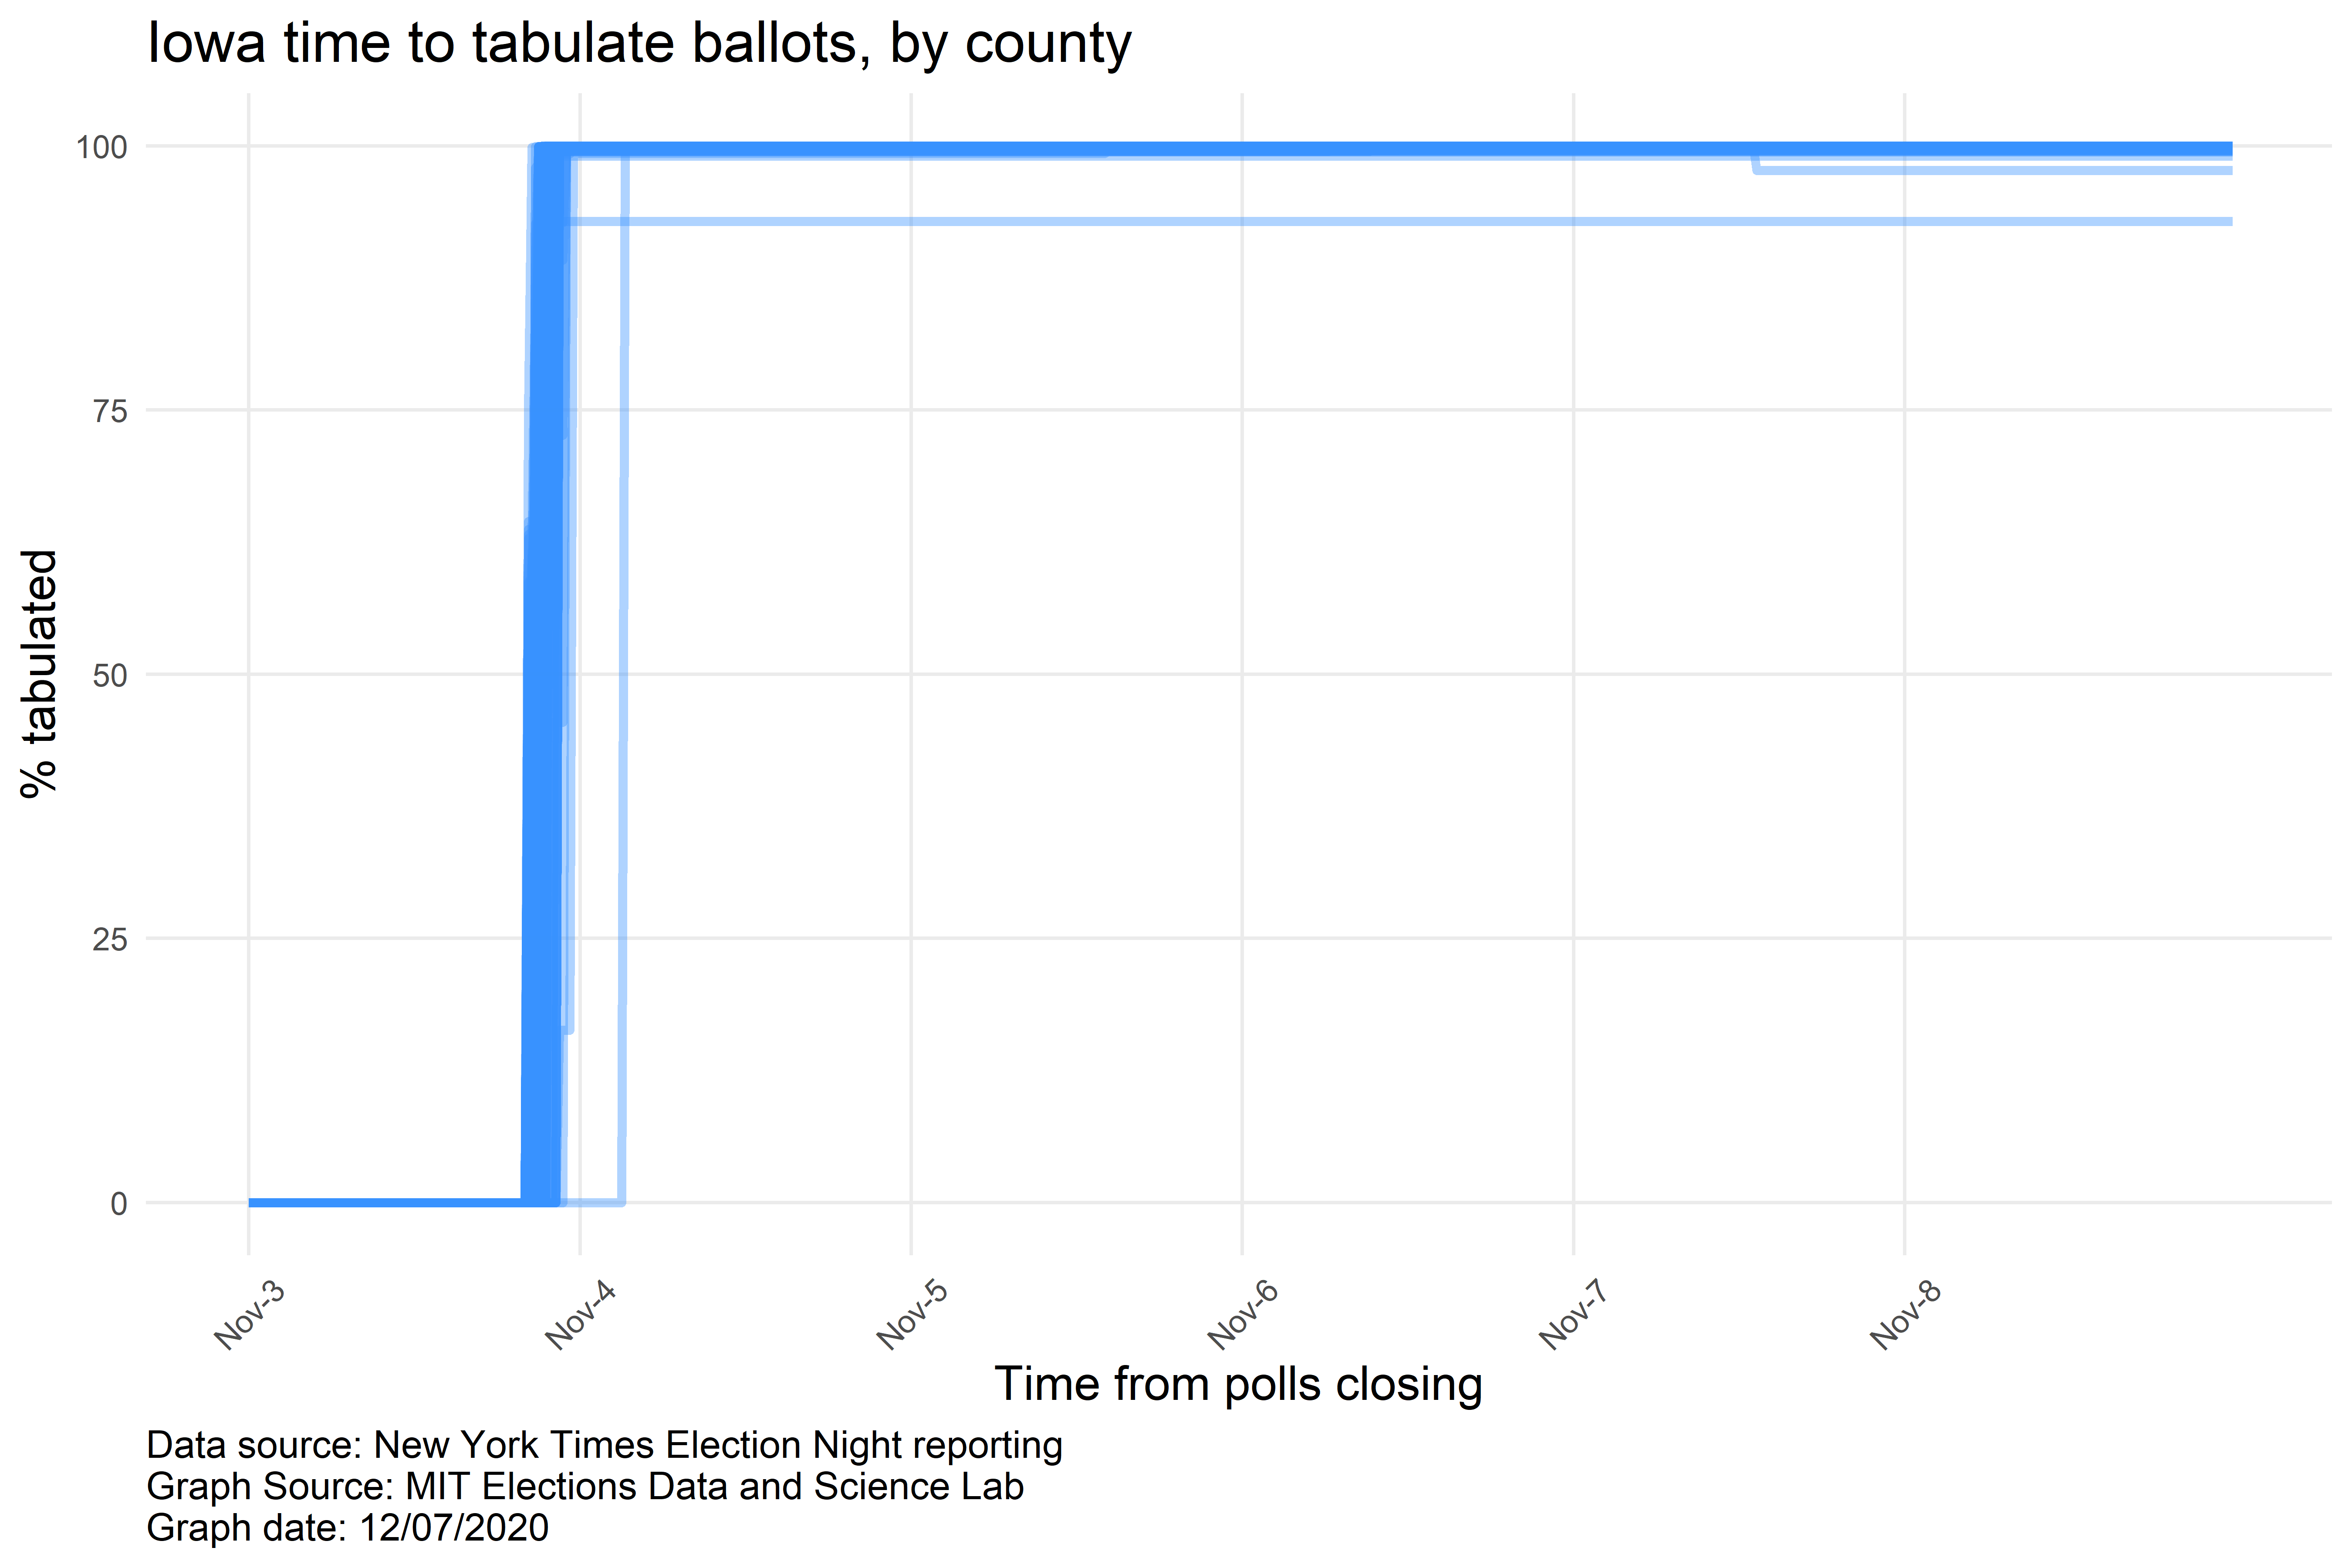 Iowa time to tabulate ballots, by county
% tabulated
100
75
50
25
0
Nov-3
Nov-4
Nov-5
Nov-6
Nov-7
Nov-8
Time from polls closing
Data source: New York Times Election Night reporting
Graph Source: MIT Elections Data and Science Lab
Graph date: 12/07/2020